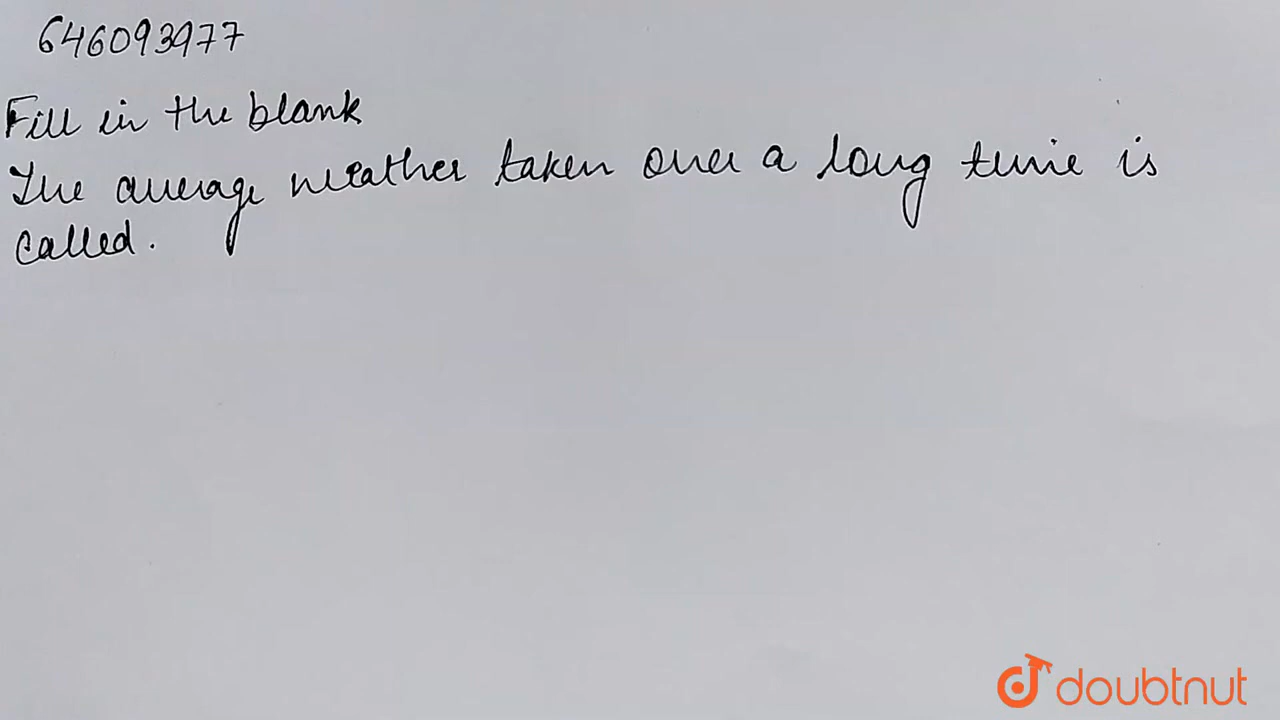 646093977
Fill in the blank
The average weather taken over a long time is
called.
doubtnut